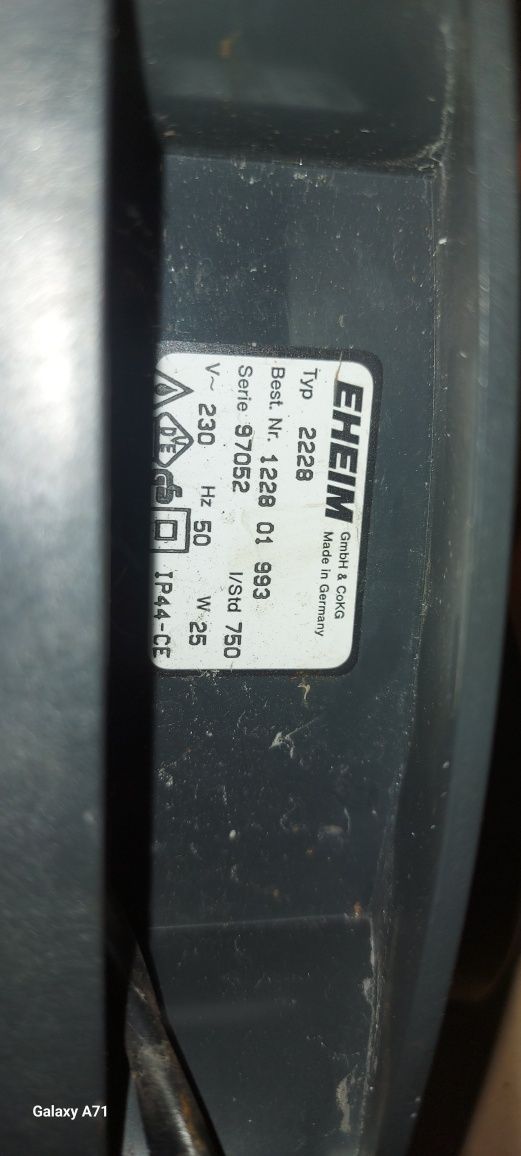 EHEIM GmbH & CoKG
Made in Germany
Typ 2228
Best. Nr. 1228 01 993
Serie 97052 l/Std 750
V~ 230 Hz 50 W 25
DVE IP44-CE
Galaxy A71